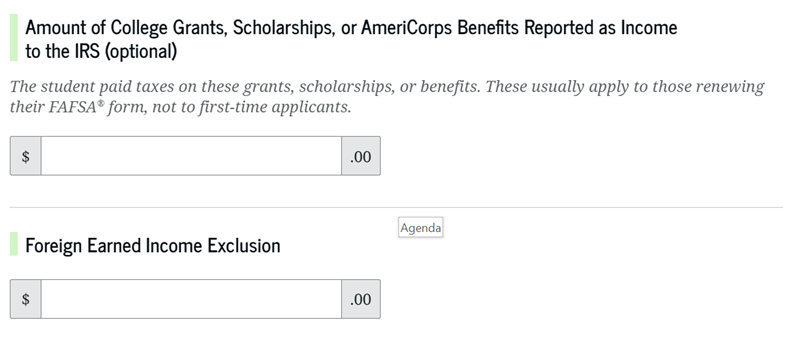 Amount of College Grants, Scholarships, or AmeriCorps Benefits Reported as Income
to the IRS (optional)
The student paid taxes on these grants, scholarships, or benefits. These usually apply to those renewing
their FAFSA® form, not to first-time applicants.
$ .00
Agenda
Foreign Earned Income Exclusion
$ .00